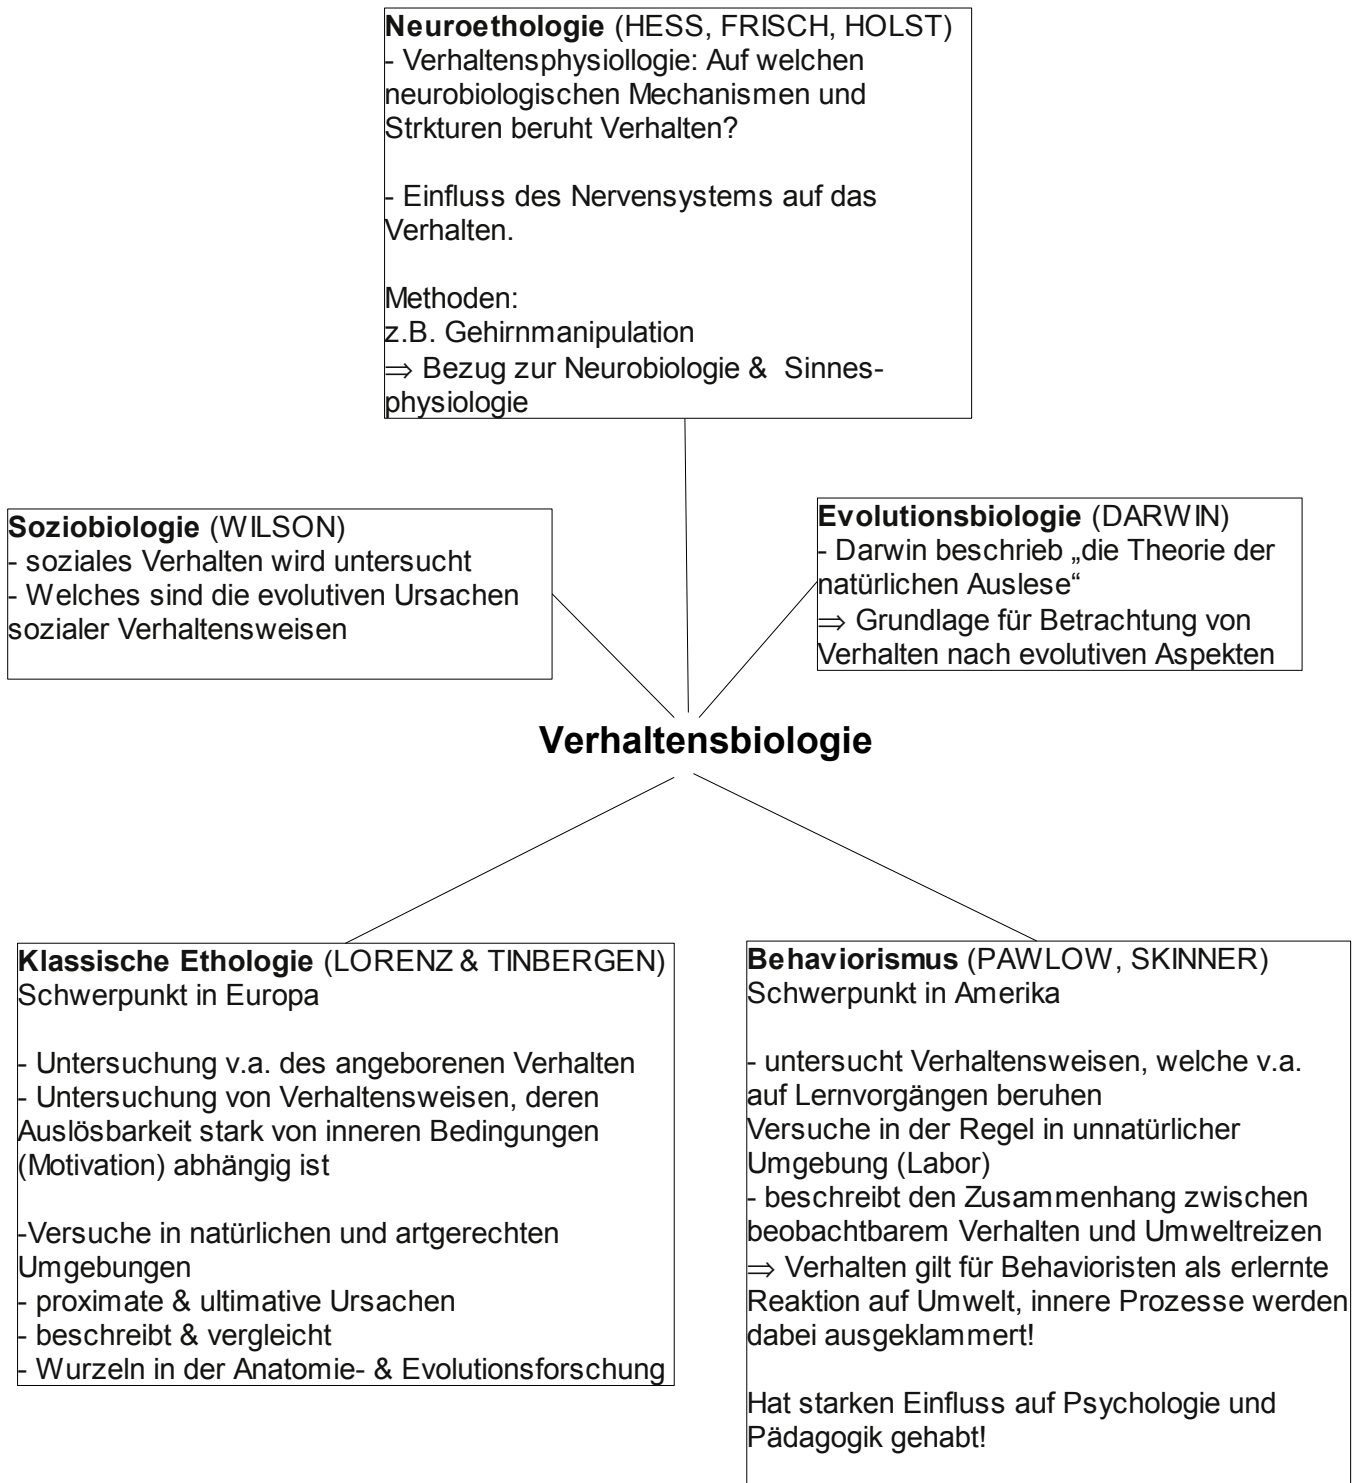 Neuroethologie (HESS, FRISCH, HOLST)
- Verhaltensphysiollogie: Auf welchen
neurobiologischen Mechanismen und
Strkturen beruht Verhalten?
- Einfluss des Nervensystems auf das
Verhalten.
Methoden:
z.B. Gehirnmanipulation
⇒ Bezug zur Neurobiologie & Sinnes-
physiologie
Soziobiologie (WILSON)
- soziales Verhalten wird untersucht
- Welches sind die evolutiven Ursachen
sozialer Verhaltensweisen
Evolutionsbiologie (DARWIN)
- Darwin beschrieb „die Theorie der
natürlichen Auslese“
⇒ Grundlage für Betrachtung von
Verhalten nach evolutiven Aspekten
Verhaltensbiologie
Klassische Ethologie (LORENZ & TINBERGEN)
Schwerpunkt in Europa
- Untersuchung v.a. des angeborenen Verhalten
- Untersuchung von Verhaltensweisen, deren
Auslösbarkeit stark von inneren Bedingungen
(Motivation) abhängig ist
-Versuche in natürlichen und artgerechten
Umgebungen
- proximate & ultimative Ursachen
- beschreibt & vergleicht
- Wurzeln in der Anatomie- & Evolutionsforschung
Behaviorismus (PAWLOW, SKINNER)
Schwerpunkt in Amerika
- untersucht Verhaltensweisen, welche v.a.
auf Lernvorgängen beruhen
Versuche in der Regel in unnatürlicher
Umgebung (Labor)
- beschreibt den Zusammenhang zwischen
beobachtbarem Verhalten und Umweltreizen
⇒ Verhalten gilt für Behavioristen als erlernte
Reaktion auf Umwelt, innere Prozesse werden
dabei ausgeklammert!
Hat starken Einfluss auf Psychologie und
Pädagogik gehabt!